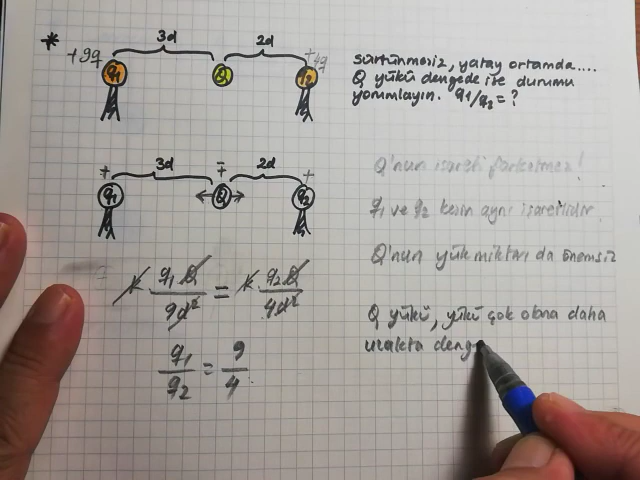 * 3d 2d
+9q +4q
q1 Q q2
sürtünmesiz, yatay ortamda....
Q yükü dengede ise durumu
yorumlayın. q1/q2 = ?
+ 3d ∓ 2d +
q1 Q q2
Q'nun işareti farketmez!
q1 ve q2 kesin aynı işaretlidir
Q'nun yük miktarı da önemsiz
k q1.Q/9d² = k q2Q/4d²
q1/q2 = 9/4
Q yükü, yükü çok olana daha
uzakta deng